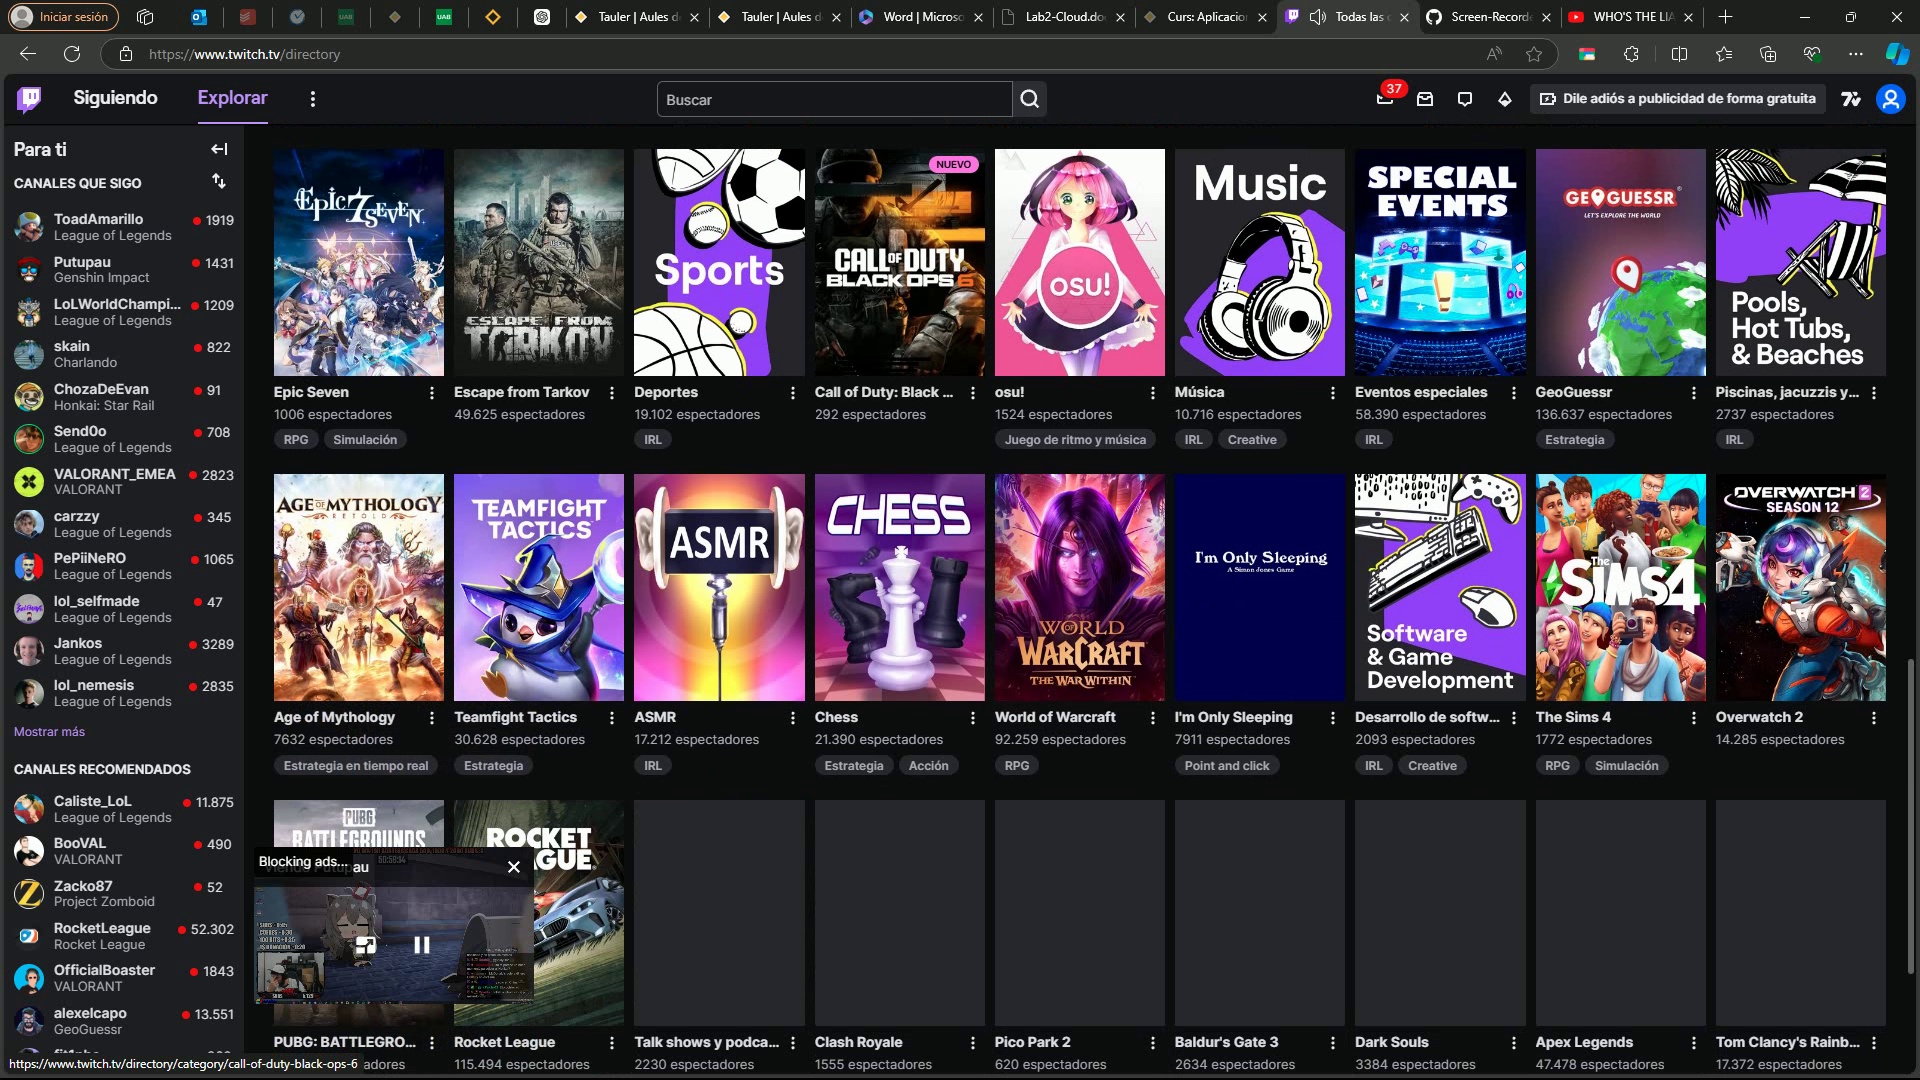 Iniciar sesión
UAB
UAB
Tauler | Aules d
Tauler | Aules d
Word | Microso
Lab2-Cloud.do
Curs: Aplicacio
Todas las c
Screen-Recorde
WHO'S THE LIA
https://www.twitch.tv/directory
Siguiendo
Explorar
Buscar
37
Dile adiós a publicidad de forma gratuita
Para ti
CANALES QUE SIGO
ToadAmarillo
1919
League of Legends
Putupau
1431
Genshin Impact
LoLWorldChampi...
1209
League of Legends
skain
822
Charlando
ChozaDeEvan
91
Honkai: Star Rail
Send0o
708
League of Legends
VALORANT_EMEA
2823
VALORANT
carzzy
345
League of Legends
PePiiNeRO
1065
League of Legends
lol_selfmade
47
League of Legends
Jankos
3289
League of Legends
lol_nemesis
2835
League of Legends
Mostrar más
CANALES RECOMENDADOS
Caliste_LoL
11.875
League of Legends
BooVAL
490
VALORANT
Zacko87
52
Project Zomboid
RocketLeague
52.302
Rocket League
OfficialBoaster
1843
VALORANT
alexelcapo
13.551
GeoGuessr
Epic7
SEVEN
ESCAPE FROM
TARKOV
Sports
NUEVO
CALL OF DUTY
BLACK OPS 6
osu!
Music
SPECIAL
EVENTS
GEOGUESSR
LET'S EXPLORE THE WORLD
Pools,
Hot Tubs,
& Beaches
Epic Seven
1006 espectadores
RPG
Simulación
Escape from Tarkov
49.625 espectadores
Deportes
19.102 espectadores
IRL
Call of Duty: Black ...
292 espectadores
osu!
1524 espectadores
Juego de ritmo y música
Música
10.716 espectadores
IRL
Creative
Eventos especiales
58.390 espectadores
IRL
GeoGuessr
136.637 espectadores
Estrategia
Piscinas, jacuzzis y...
2737 espectadores
IRL
AGE OF MYTHOLOGY
RETOLD
TEAMFIGHT
TACTICS
ASMR
CHESS
WORLD
OF
WARCRAFT
THE WAR WITHIN
I'm Only Sleeping
A Simon Jones Game
Software
& Game
Development
The
SIMS4
OVERWATCH 2
SEASON 12
Age of Mythology
7632 espectadores
Estrategia en tiempo real
Teamfight Tactics
30.628 espectadores
Estrategia
ASMR
17.212 espectadores
IRL
Chess
21.390 espectadores
Estrategia
Acción
World of Warcraft
92.259 espectadores
RPG
I'm Only Sleeping
7911 espectadores
Point and click
Desarrollo de softw...
2093 espectadores
IRL
Creative
The Sims 4
1772 espectadores
RPG
Simulación
Overwatch 2
14.285 espectadores
PUBG
BATTLEGROUNDS
ROCKET
LEAGUE
Blocking ads...
Viendo Putupau
PUBG: BATTLEGRO...
adores
Rocket League
115.494 espectadores
Talk shows y podca...
2230 espectadores
Clash Royale
1555 espectadores
Pico Park 2
620 espectadores
Baldur's Gate 3
2634 espectadores
Dark Souls
3384 espectadores
Apex Legends
47.478 espectadores
Tom Clancy's Rainb...
17.372 espectadores
https://www.twitch.tv/directory/category/call-of-duty-black-ops-6